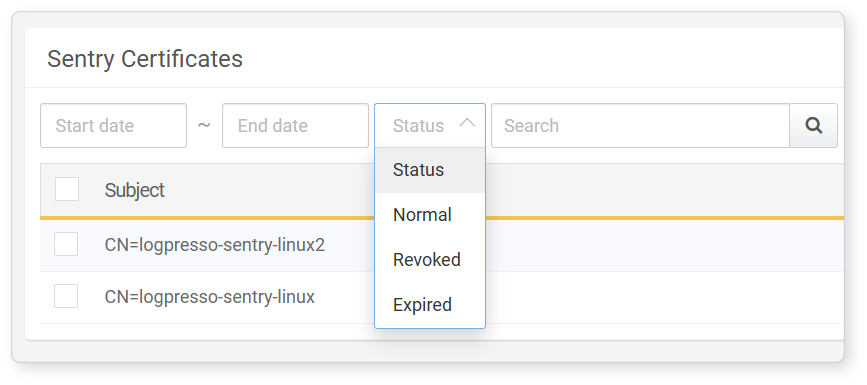 Sentry Certificates
Start date ~ End date Status Search
Status
Subject
Normal
CN=logpresso-sentry-linux2
Revoked
CN=logpresso-sentry-linux
Expired